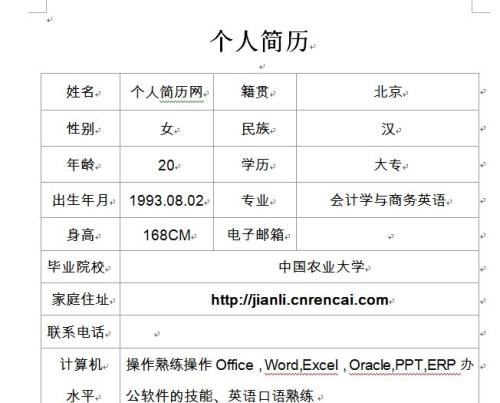 个人简历
姓名 个人简历网 籍贯 北京
性别 女 民族 汉
年龄 20 学历 大专
出生年月 1993.08.02 专业 会计学与商务英语
身高 168CM 电子邮箱
毕业院校 中国农业大学
家庭住址 http://jianli.cnrencai.com
联系电话
计算机 操作熟练操作 Office ,Word,Excel ,Oracle,PPT,ERP 办
水平 公软件的技能、英语口语熟练